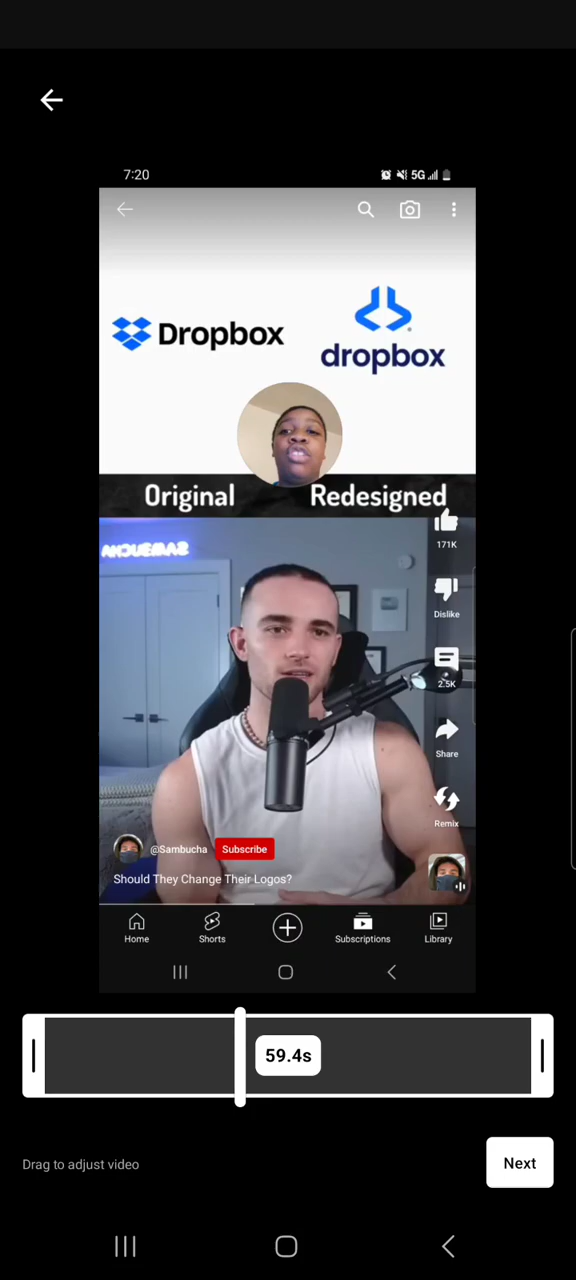 7:20
5G
Dropbox
dropbox
Original
Redesigned
SAMBUCHA
171K
Dislike
2.5K
Share
Remix
@Sambucha
Subscribe
Should They Change Their Logos?
Home
Shorts
Subscriptions
Library
59.4s
Drag to adjust video
Next